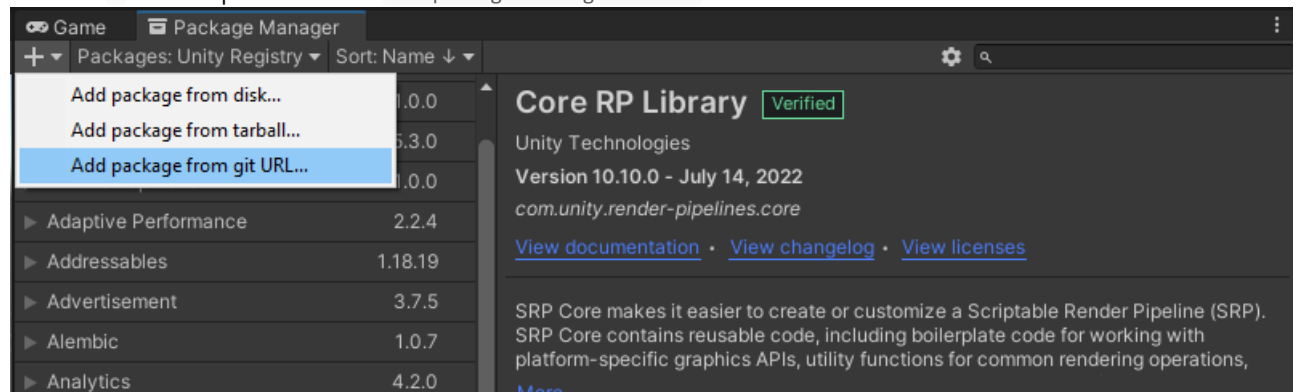 Game Package Manager
Packages: Unity Registry Sort: Name ↓
Add package from disk...
Add package from tarball...
Add package from git URL...
1.0.0
5.3.0
1.0.0
Adaptive Performance 2.2.4
Addressables 1.18.19
Advertisement 3.7.5
Alembic 1.0.7
Analytics 4.2.0
Core RP Library Verified
Unity Technologies
Version 10.10.0 - July 14, 2022
com.unity.render-pipelines.core
View documentation • View changelog • View licenses
SRP Core makes it easier to create or customize a Scriptable Render Pipeline (SRP).
SRP Core contains reusable code, including boilerplate code for working with
platform-specific graphics APIs, utility functions for common rendering operations,
More